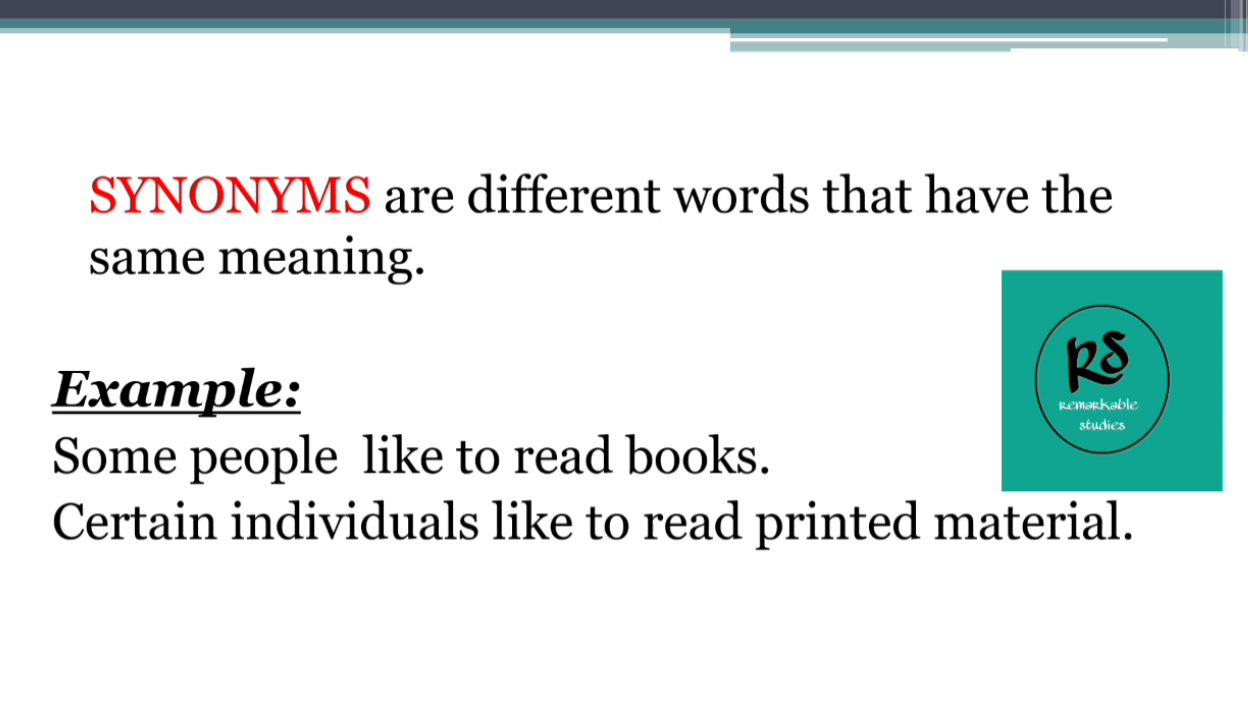 SYNONYMS are different words that have the
same meaning.
RS
Remarkable
studies
Example:
Some people like to read books.
Certain individuals like to read printed material.